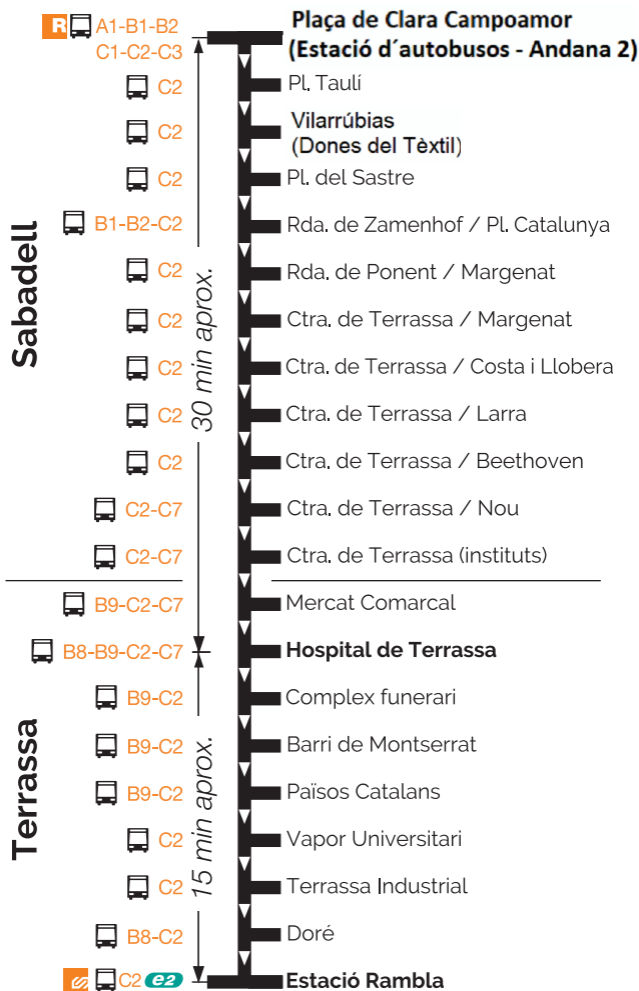 R A1-B1-B2
C1-C2-C3
Plaça de Clara Campoamor
(Estació d´autobusos - Andana 2)
C2 Pl. Taulí
C2 Vilarrúbias
(Dones del Tèxtil)
C2 Pl. del Sastre
B1-B2-C2 Rda. de Zamenhof / Pl. Catalunya
C2 Rda. de Ponent / Margenat
C2 Ctra. de Terrassa / Margenat
C2 Ctra. de Terrassa / Costa i Llobera
C2 Ctra. de Terrassa / Larra
C2 Ctra. de Terrassa / Beethoven
C2-C7 Ctra. de Terrassa / Nou
C2-C7 Ctra. de Terrassa (instituts)
Sabadell
30 min aprox.
B9-C2-C7 Mercat Comarcal
B8-B9-C2-C7 Hospital de Terrassa
B9-C2 Complex funerari
B9-C2 Barri de Montserrat
B9-C2 Països Catalans
C2 Vapor Universitari
C2 Terrassa Industrial
B8-C2 Doré
C2 e2 Estació Rambla
Terrassa
15 min aprox.